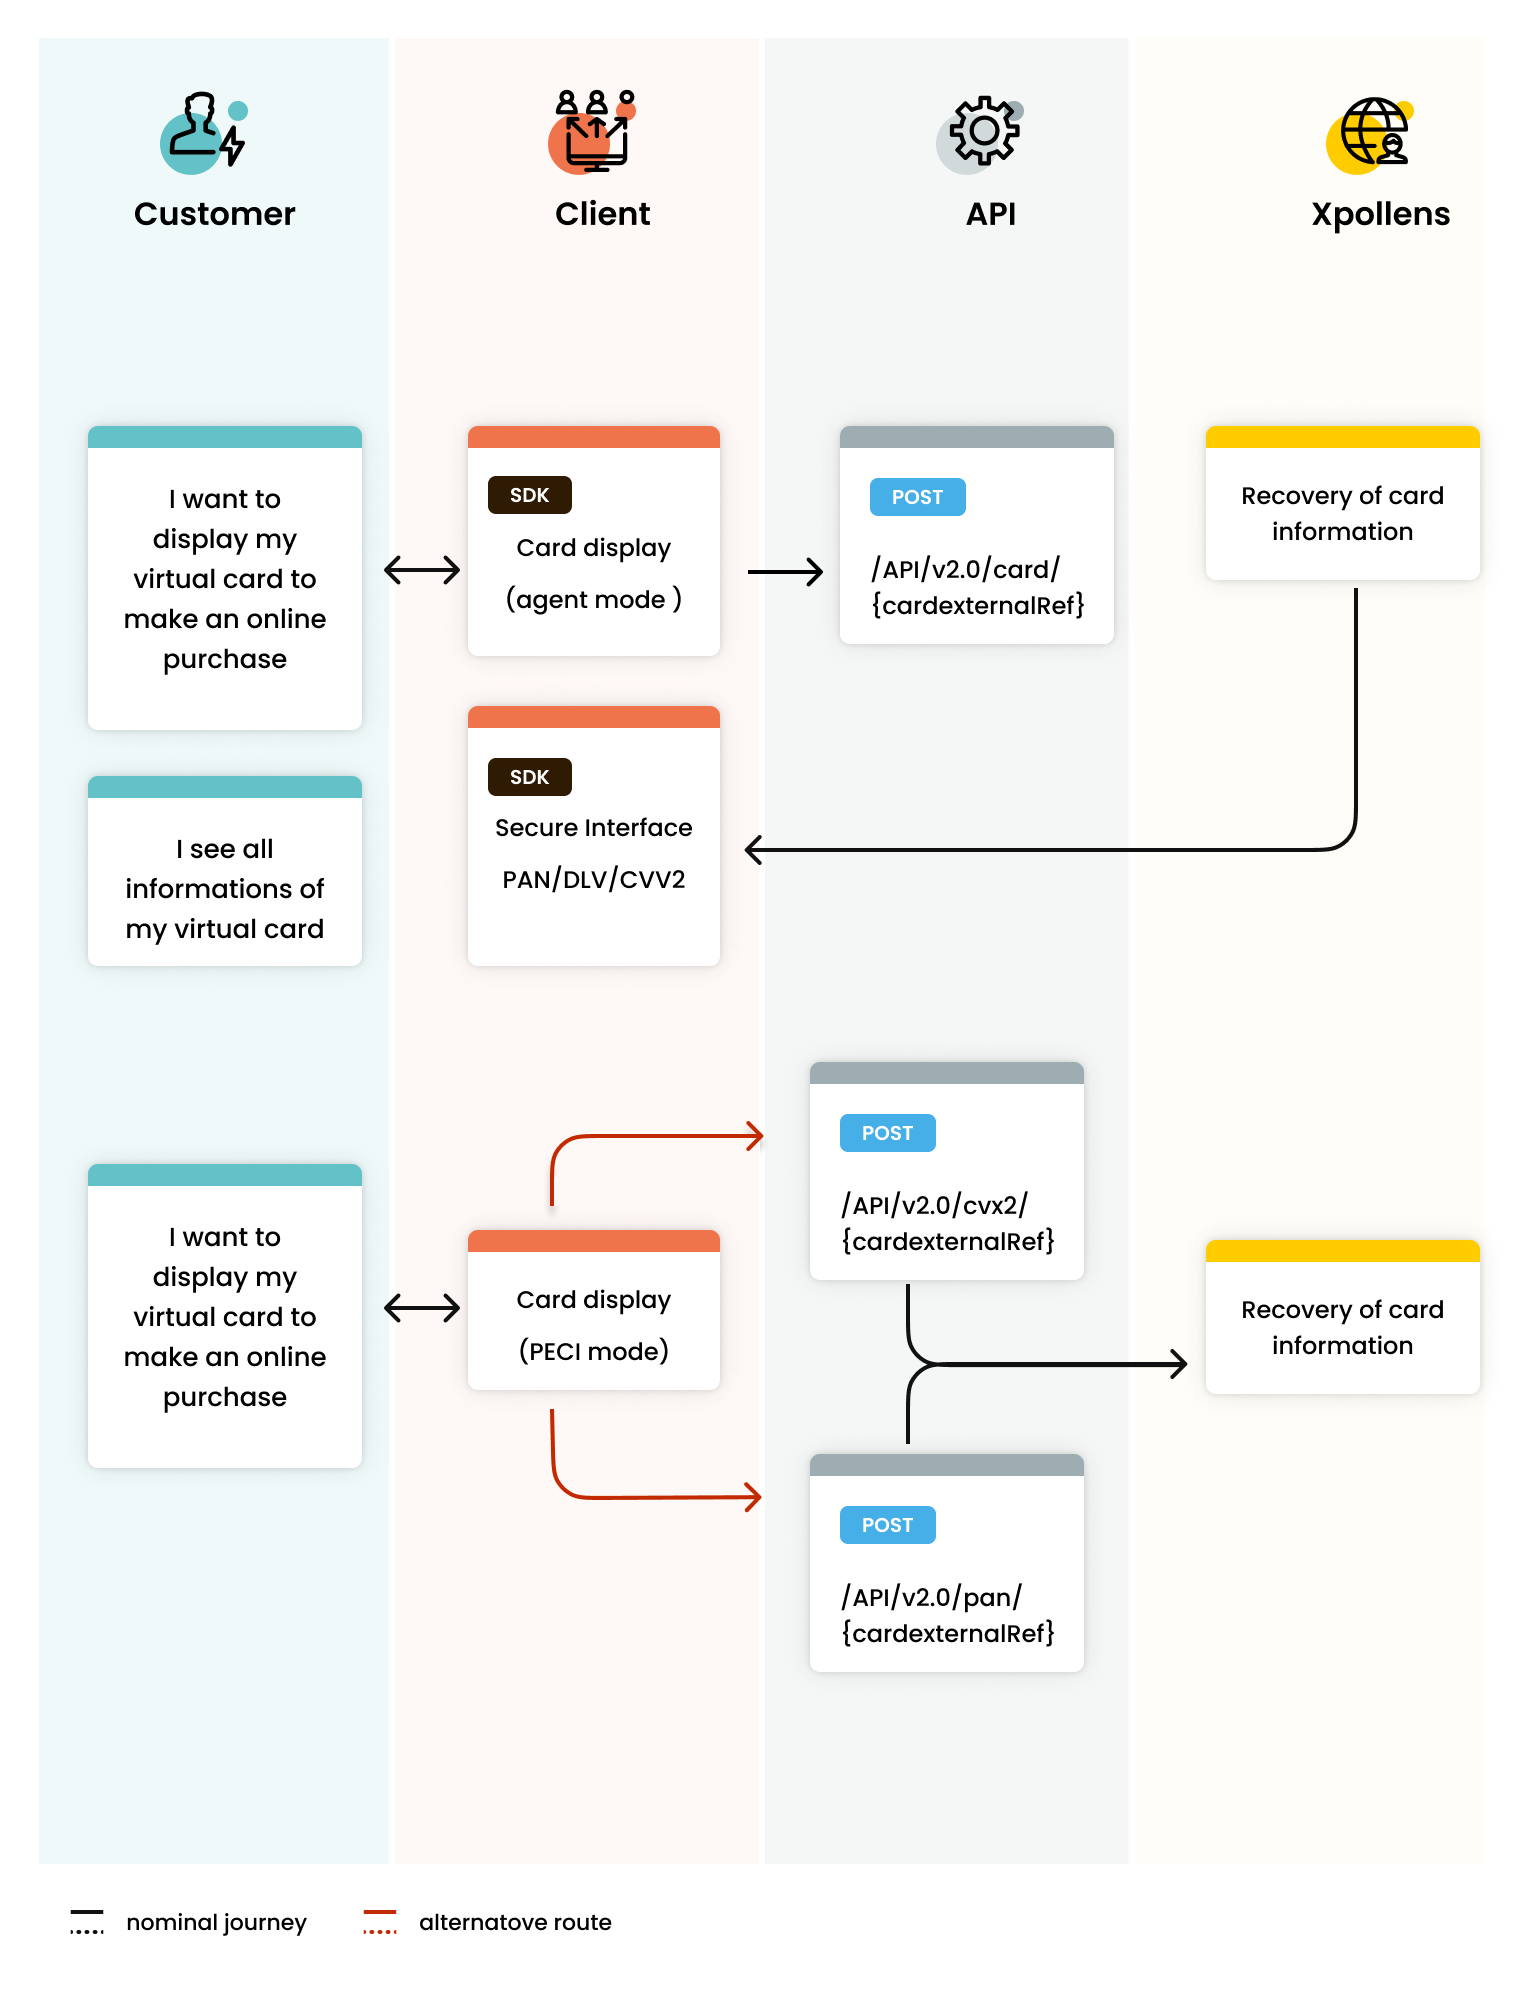 Customer
Client
API
Xpollens
I want to
display my
virtual card to
make an online
purchase
SDK
Card display
(agent mode )
POST
/API/v2.0/card/
{cardexternalRef}
Recovery of card
information
I see all
informations of
my virtual card
SDK
Secure Interface
PAN/DLV/CVV2
I want to
display my
virtual card to
make an online
purchase
Card display
(PECI mode)
POST
/API/v2.0/cvx2/
{cardexternalRef}
POST
/API/v2.0/pan/
{cardexternalRef}
Recovery of card
information
nominal journey
alternatove route